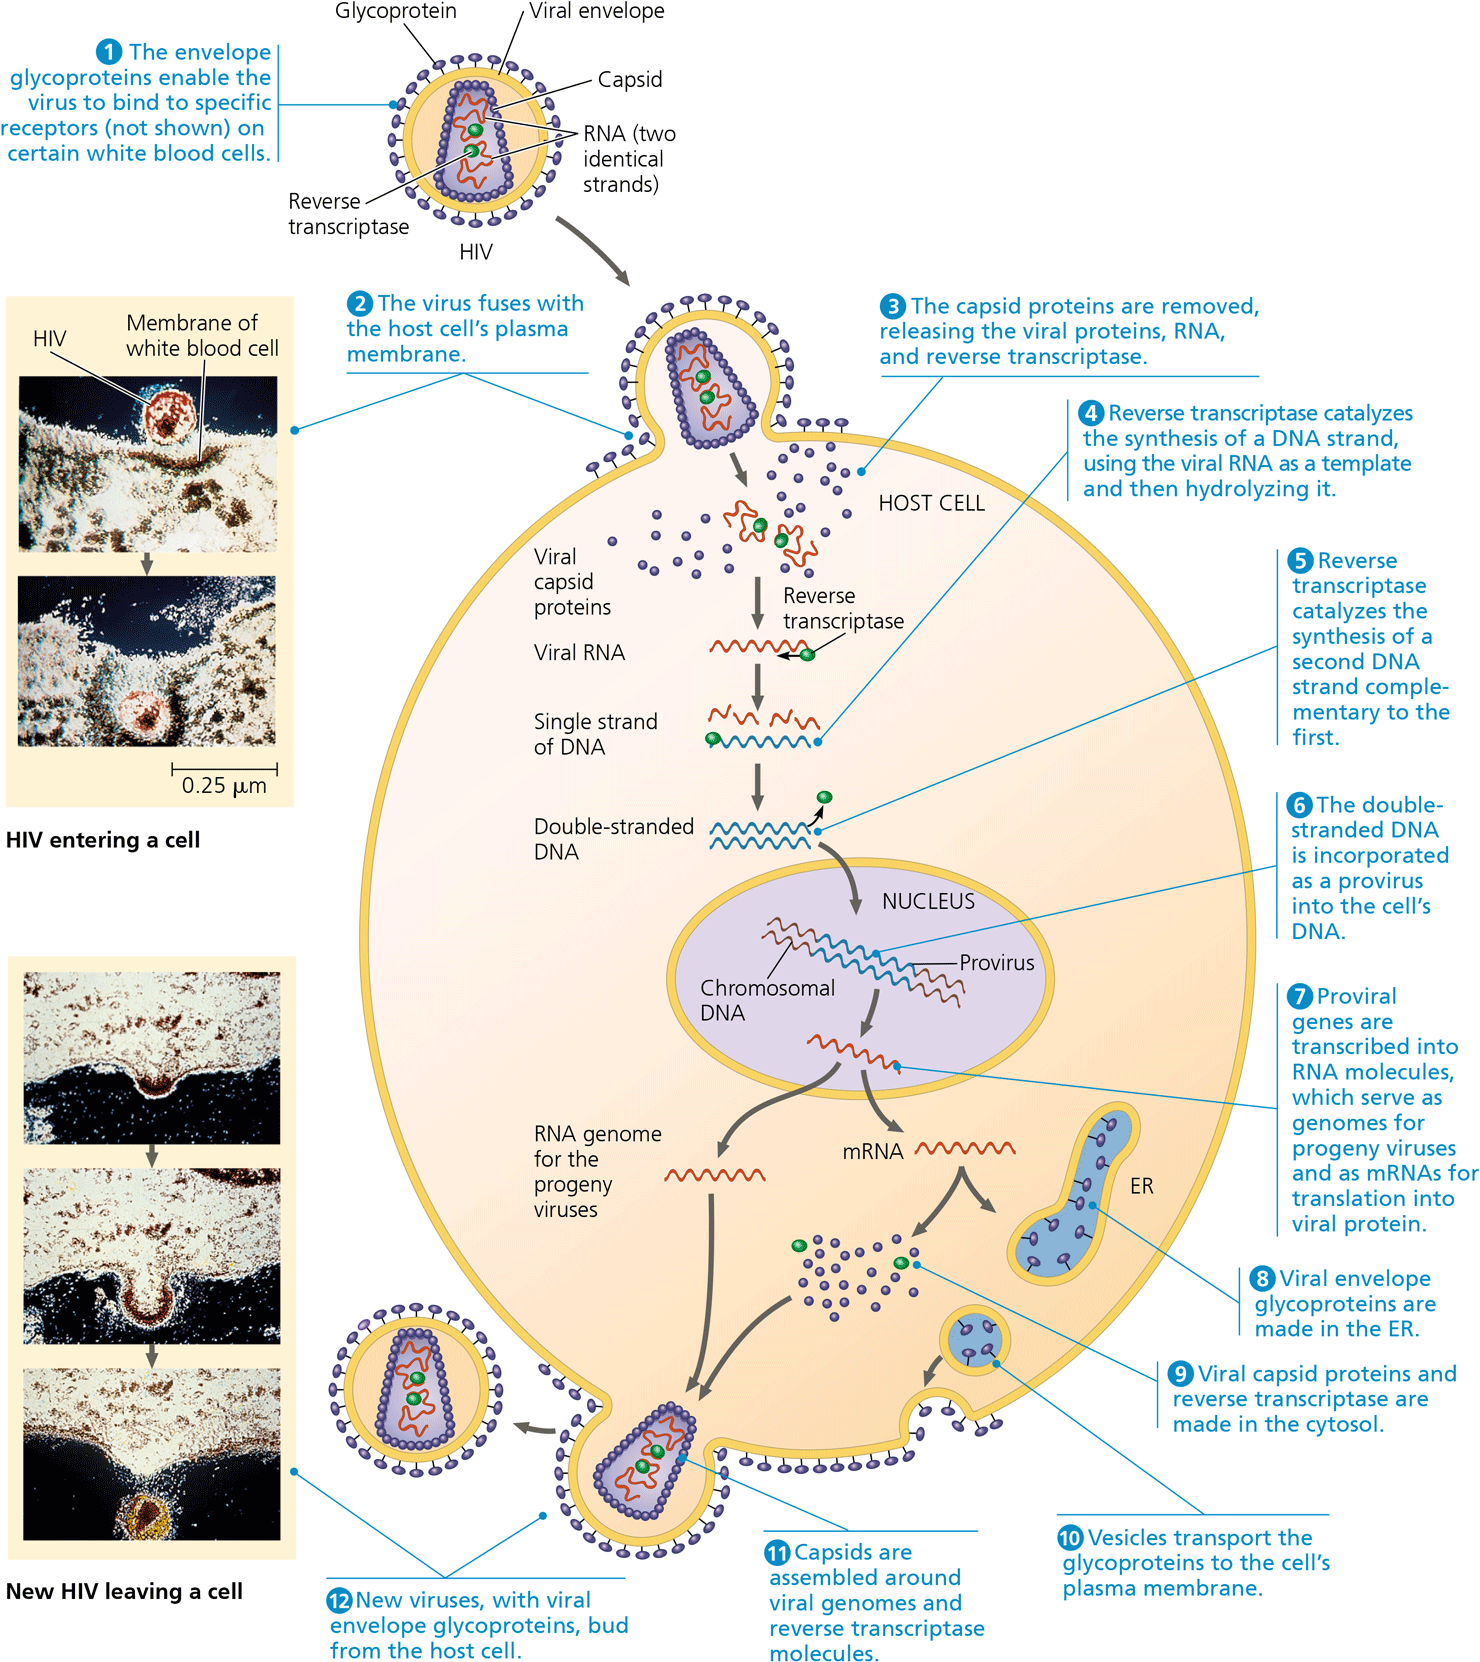 Glycoprotein
Viral envelope
1 The envelope
glycoproteins enable the
virus to bind to specific
receptors (not shown) on
certain white blood cells.
Capsid
RNA (two
identical
strands)
Reverse
transcriptase
HIV
HIV
Membrane of
white blood cell
0.25 μm
HIV entering a cell
2 The virus fuses with
the host cell’s plasma
membrane.
3 The capsid proteins are removed,
releasing the viral proteins, RNA,
and reverse transcriptase.
4 Reverse transcriptase catalyzes
the synthesis of a DNA strand,
using the viral RNA as a template
and then hydrolyzing it.
HOST CELL
Viral
capsid
proteins
Reverse
transcriptase
Viral RNA
5 Reverse
transcriptase
catalyzes the
synthesis of a
second DNA
strand comple-
mentary to the
first.
Single strand
of DNA
Double-stranded
DNA
6 The double-
stranded DNA
is incorporated
as a provirus
into the cell’s
DNA.
NUCLEUS
Provirus
Chromosomal
DNA
7 Proviral
genes are
transcribed into
RNA molecules,
which serve as
genomes for
progeny viruses
and as mRNAs for
translation into
viral protein.
RNA genome
for the
progeny
viruses
mRNA
ER
8 Viral envelope
glycoproteins are
made in the ER.
9 Viral capsid proteins and
reverse transcriptase are
made in the cytosol.
10 Vesicles transport the
glycoproteins to the cell’s
plasma membrane.
11 Capsids are
assembled around
viral genomes and
reverse transcriptase
molecules.
12 New viruses, with viral
envelope glycoproteins, bud
from the host cell.
New HIV leaving a cell